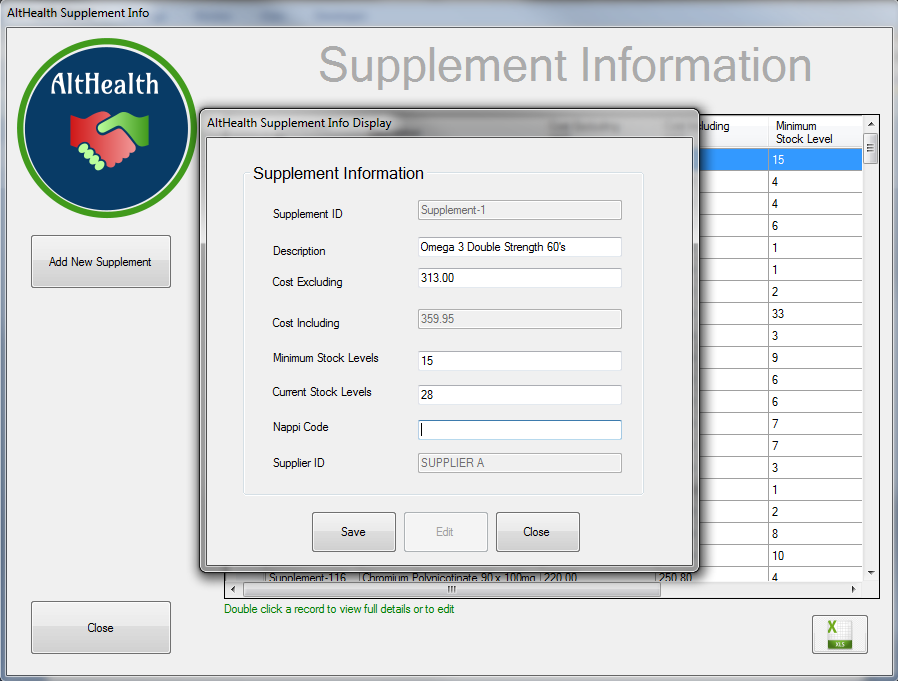 AltHealth Supplement Info
Supplement Information
AltHealth
AltHealth Supplement Info Display
Minimum
Stock Level
Supplement Information
Supplement ID
Supplement-1
Description
Omega 3 Double Strength 60's
Cost Excluding
313.00
Cost Including
359.95
Minimum Stock Levels
15
Current Stock Levels
28
Nappi Code
Supplier ID
SUPPLIER A
Save
Edit
Close
15
4
4
6
1
1
2
33
3
9
6
6
7
7
3
1
2
8
10
Supplement-116 Chromium Polynicotinate 90 x 100mg 220.00 250.80 4
Add New Supplement
Double click a record to view full details or to edit
Close
XLS